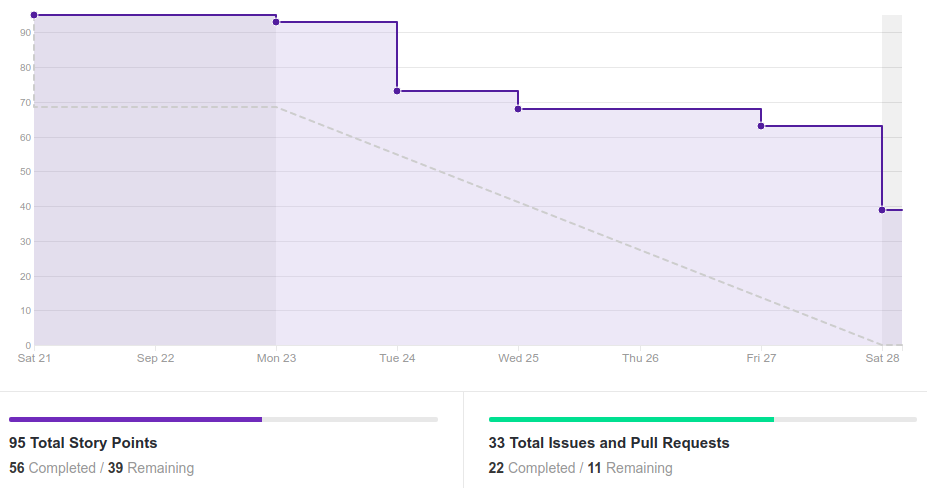 90
80
70
60
50
40
30
20
10
0
Sat 21 Sep 22 Mon 23 Tue 24 Wed 25 Thu 26 Fri 27 Sat 28
95 Total Story Points
56 Completed / 39 Remaining
33 Total Issues and Pull Requests
22 Completed / 11 Remaining